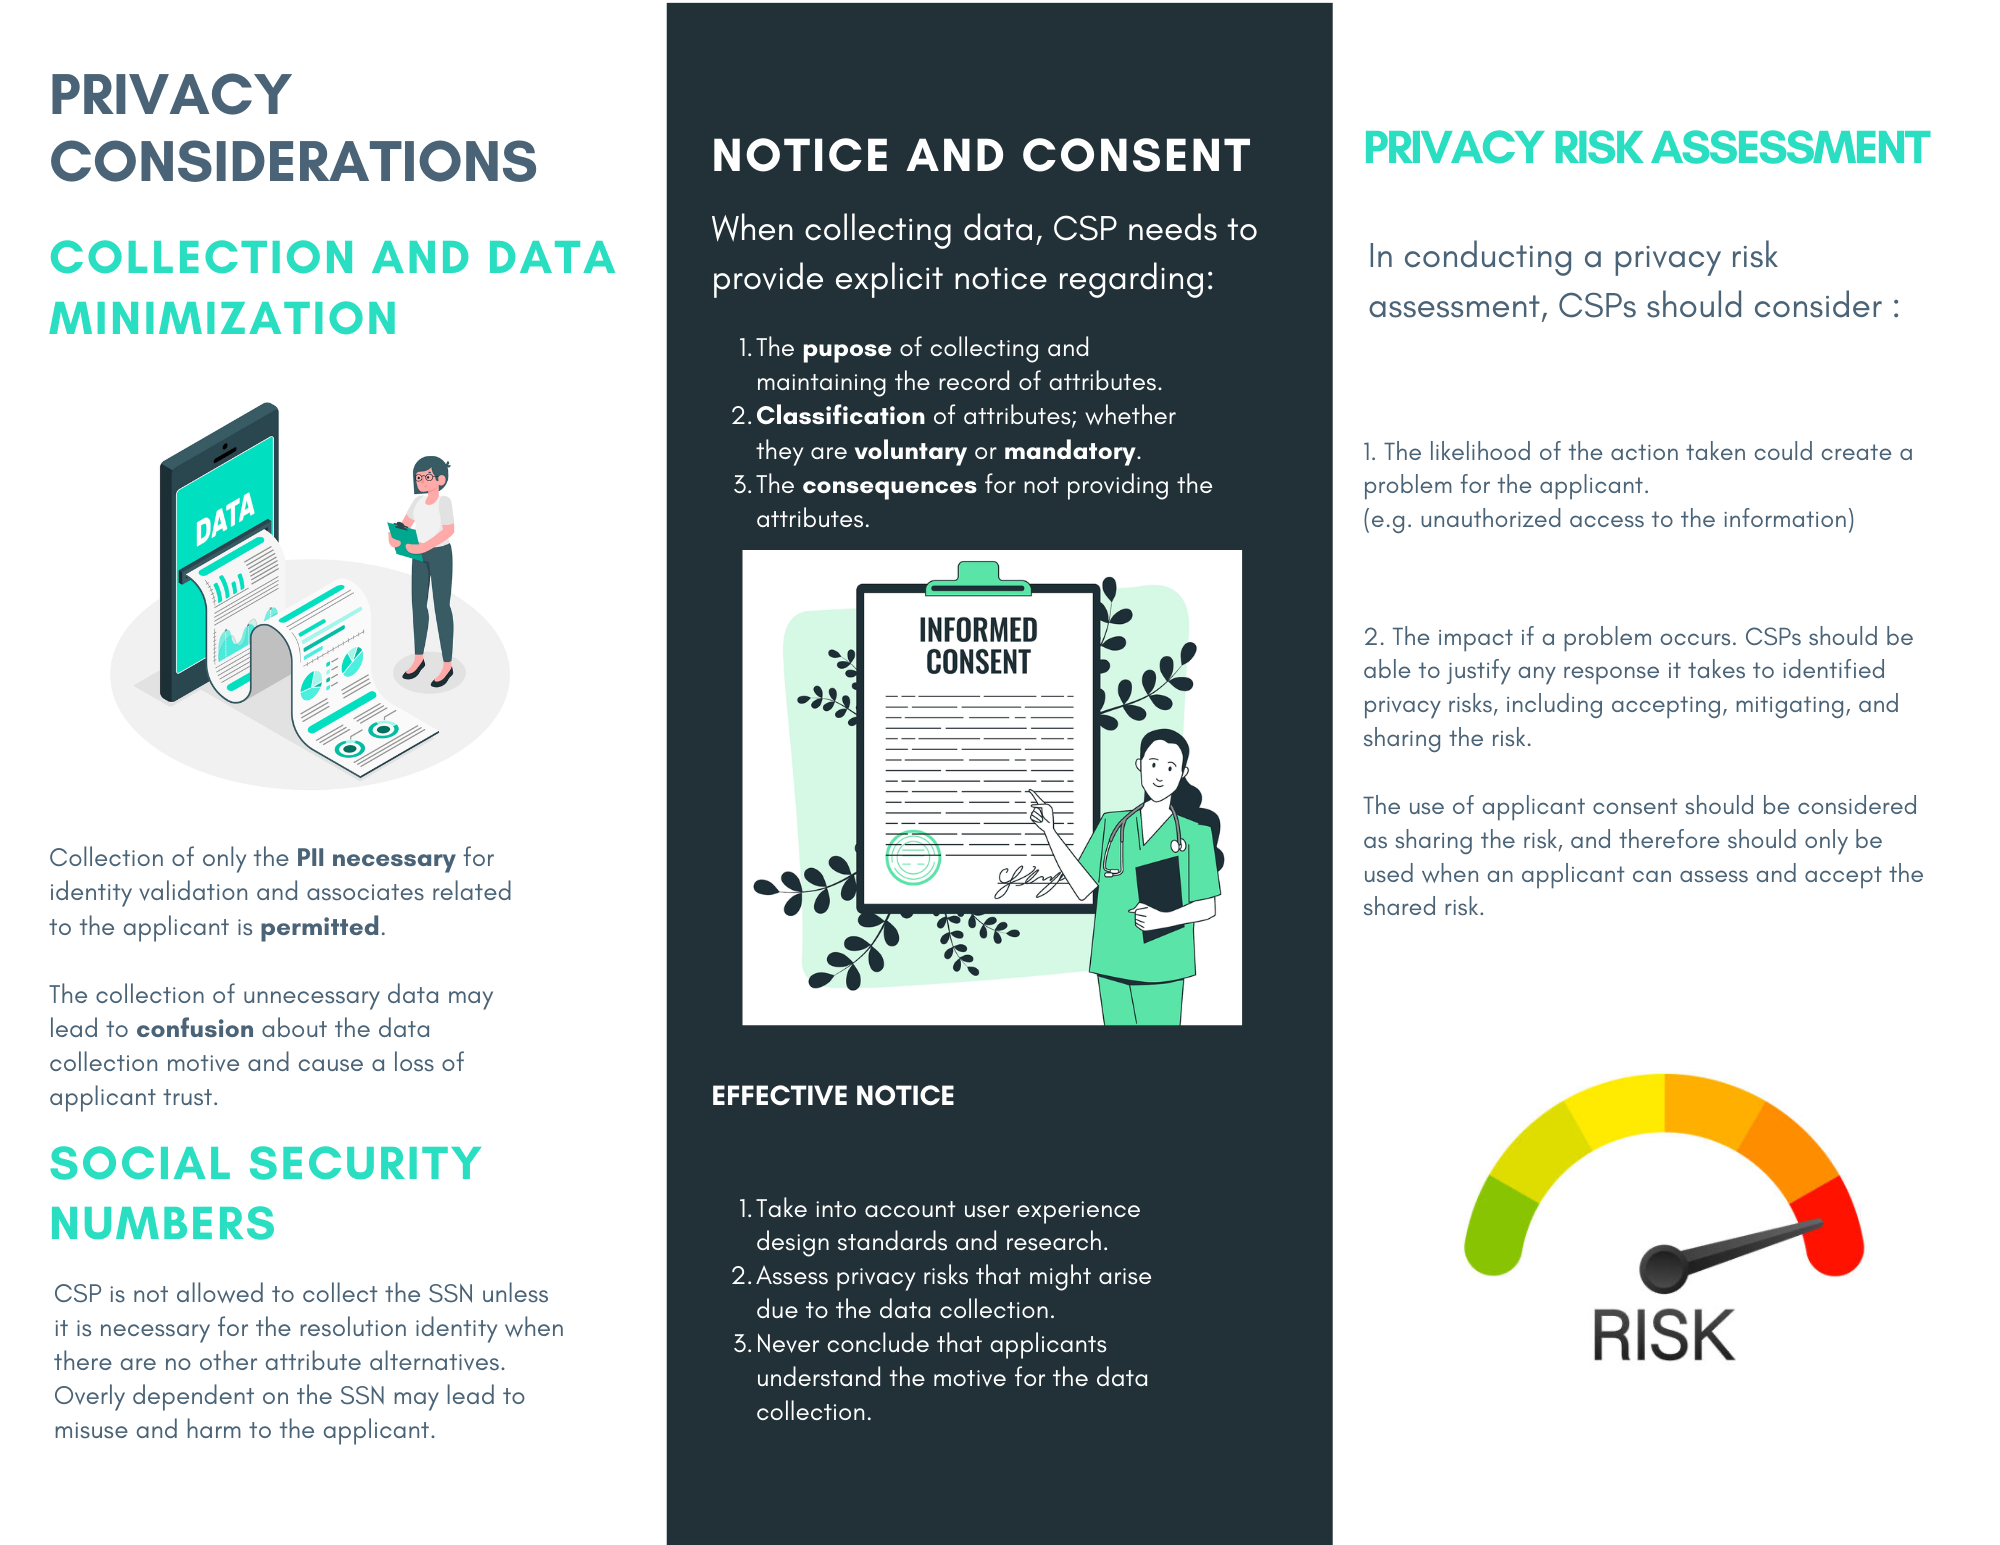 PRIVACY
CONSIDERATIONS
COLLECTION AND DATA
MINIMIZATION
DATA
Collection of only the PII necessary for
identity validation and associates related
to the applicant is permitted.
The collection of unnecessary data may
lead to confusion about the data
collection motive and cause a loss of
applicant trust.
SOCIAL SECURITY
NUMBERS
CSP is not allowed to collect the SSN unless
it is necessary for the resolution identity when
there are no other attribute alternatives.
Overly dependent on the SSN may lead to
misuse and harm to the applicant.
NOTICE AND CONSENT
When collecting data, CSP needs to
provide explicit notice regarding:
1. The pupose of collecting and
maintaining the record of attributes.
2. Classification of attributes; whether
they are voluntary or mandatory.
3. The consequences for not providing the
attributes.
INFORMED
CONSENT
EFFECTIVE NOTICE
1. Take into account user experience
design standards and research.
2. Assess privacy risks that might arise
due to the data collection.
3. Never conclude that applicants
understand the motive for the data
collection.
PRIVACY RISK ASSESSMENT
In conducting a privacy risk
assessment, CSPs should consider :
1. The likelihood of the action taken could create a
problem for the applicant.
(e.g. unauthorized access to the information)
2. The impact if a problem occurs. CSPs should be
able to justify any response it takes to identified
privacy risks, including accepting, mitigating, and
sharing the risk.
The use of applicant consent should be considered
as sharing the risk, and therefore should only be
used when an applicant can assess and accept the
shared risk.
RISK